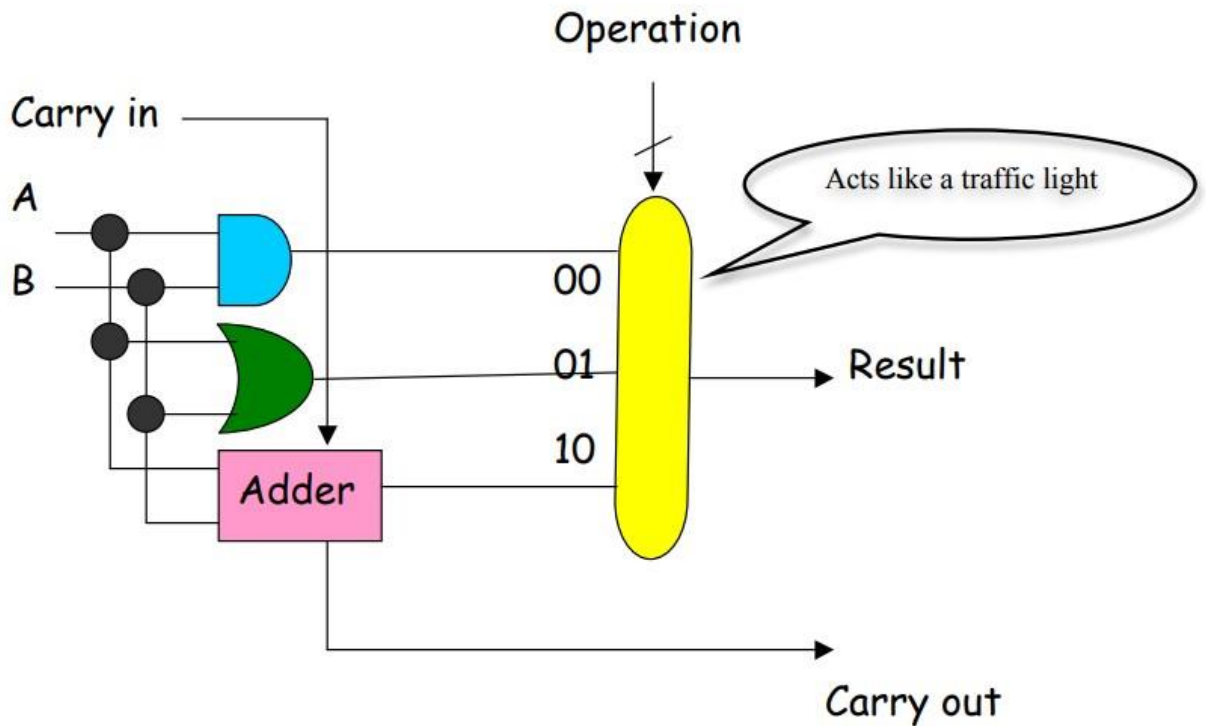 Operation
Carry in
Acts like a traffic light
A
B
00
01
Result
10
Adder
Carry out